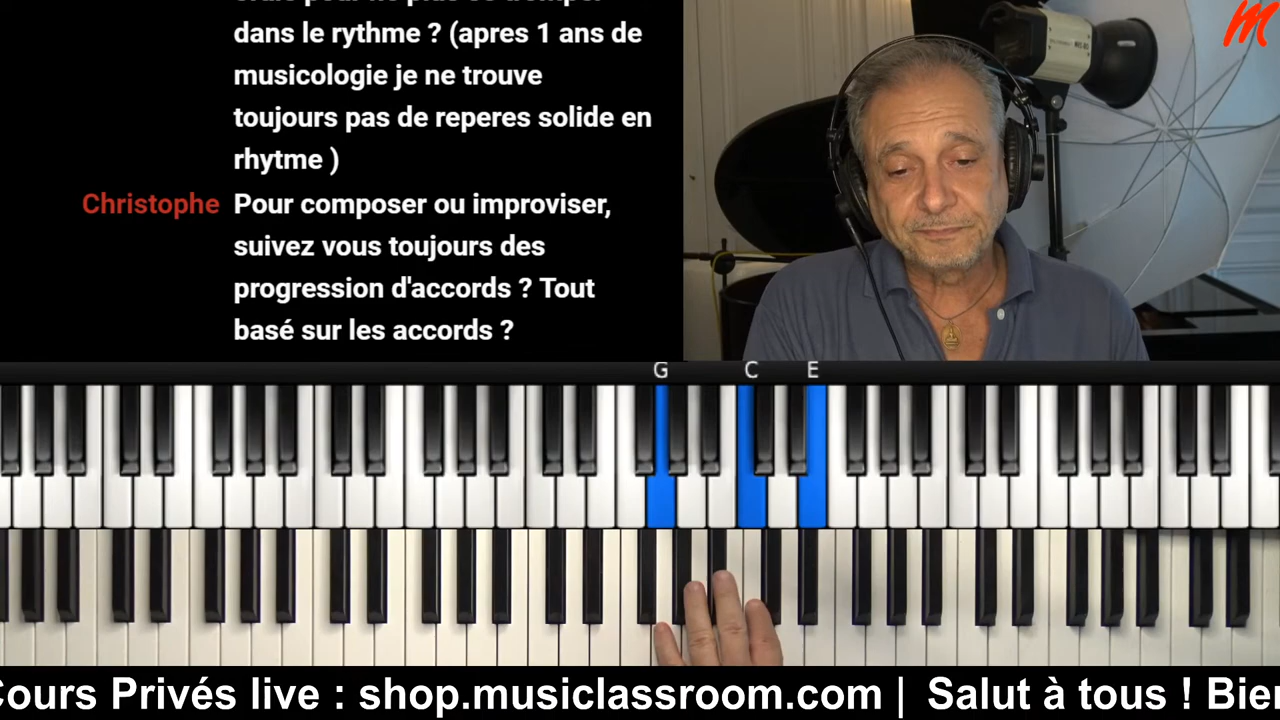 dans le rythme ? (apres 1 ans de
musicologie je ne trouve
toujours pas de reperes solide en
rhytme )
Christophe Pour composer ou improviser,
suivez vous toujours des
progression d'accords ? Tout
basé sur les accords ?
G C E
Cours Privés live : shop.musiclassroom.com | Salut à tous !